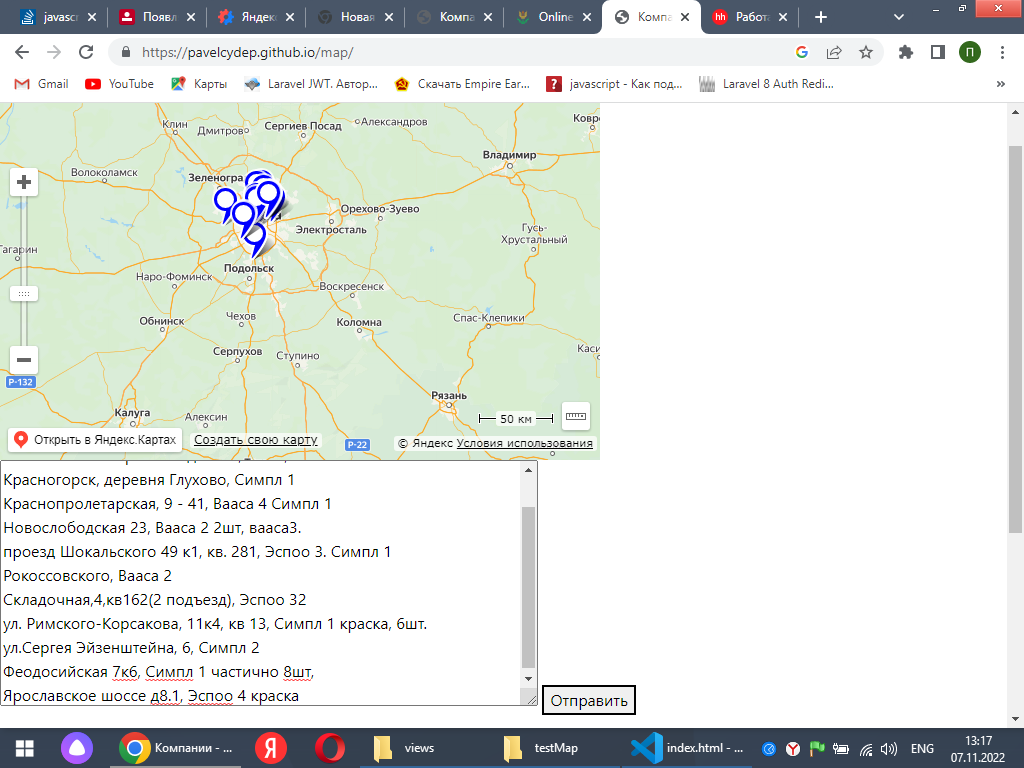 javasc
Появл
Яндек
Новая
Компа
Online
Компа
hh
Работа
https://pavelcydep.github.io/map/
П
Gmail
YouTube
Карты
Laravel JWT. Автор...
Скачать Empire Ear...
javascript - Как под...
Laravel 8 Auth Redi...
»
Клин
Дмитров
Сергиев Посад
Александров
Ковро
Волоколамск
Зеленогра
Владимир
Орехово-Зуево
Электросталь
Гусь-
Хрустальный
Гагарин
Подольск
Наро-Фоминск
Воскресенск
Обнинск
Чехов
Коломна
Спас-Клепики
Серпухов
Ступино
Каси
Р-132
Рязань
Калуга
Алексин
50 км
Открыть в Яндекс.Картах
Создать свою карту
Р-22
© Яндекс Условия использования
Красногорск, деревня Глухово, Симпл 1
Краснопролетарская, 9 - 41, Вааса 4 Симпл 1
Новослободская 23, Вааса 2 2шт, вааса3.
проезд Шокальского 49 к1, кв. 281, Эспоо 3. Симпл 1
Рокоссовского, Вааса 2
Складочная,4,кв162(2 подъезд), Эспоо 32
ул. Римского-Корсакова, 11к4, кв 13, Симпл 1 краска, 6шт.
ул.Сергея Эйзенштейна, 6, Симпл 2
Феодосийская 7к6, Симпл 1 частично 8шт,
Ярославское шоссе д8.1, Эспоо 4 краска
Отправить
Компании - ...
views
testMap
index.html - ...
ENG
13:17
07.11.2022